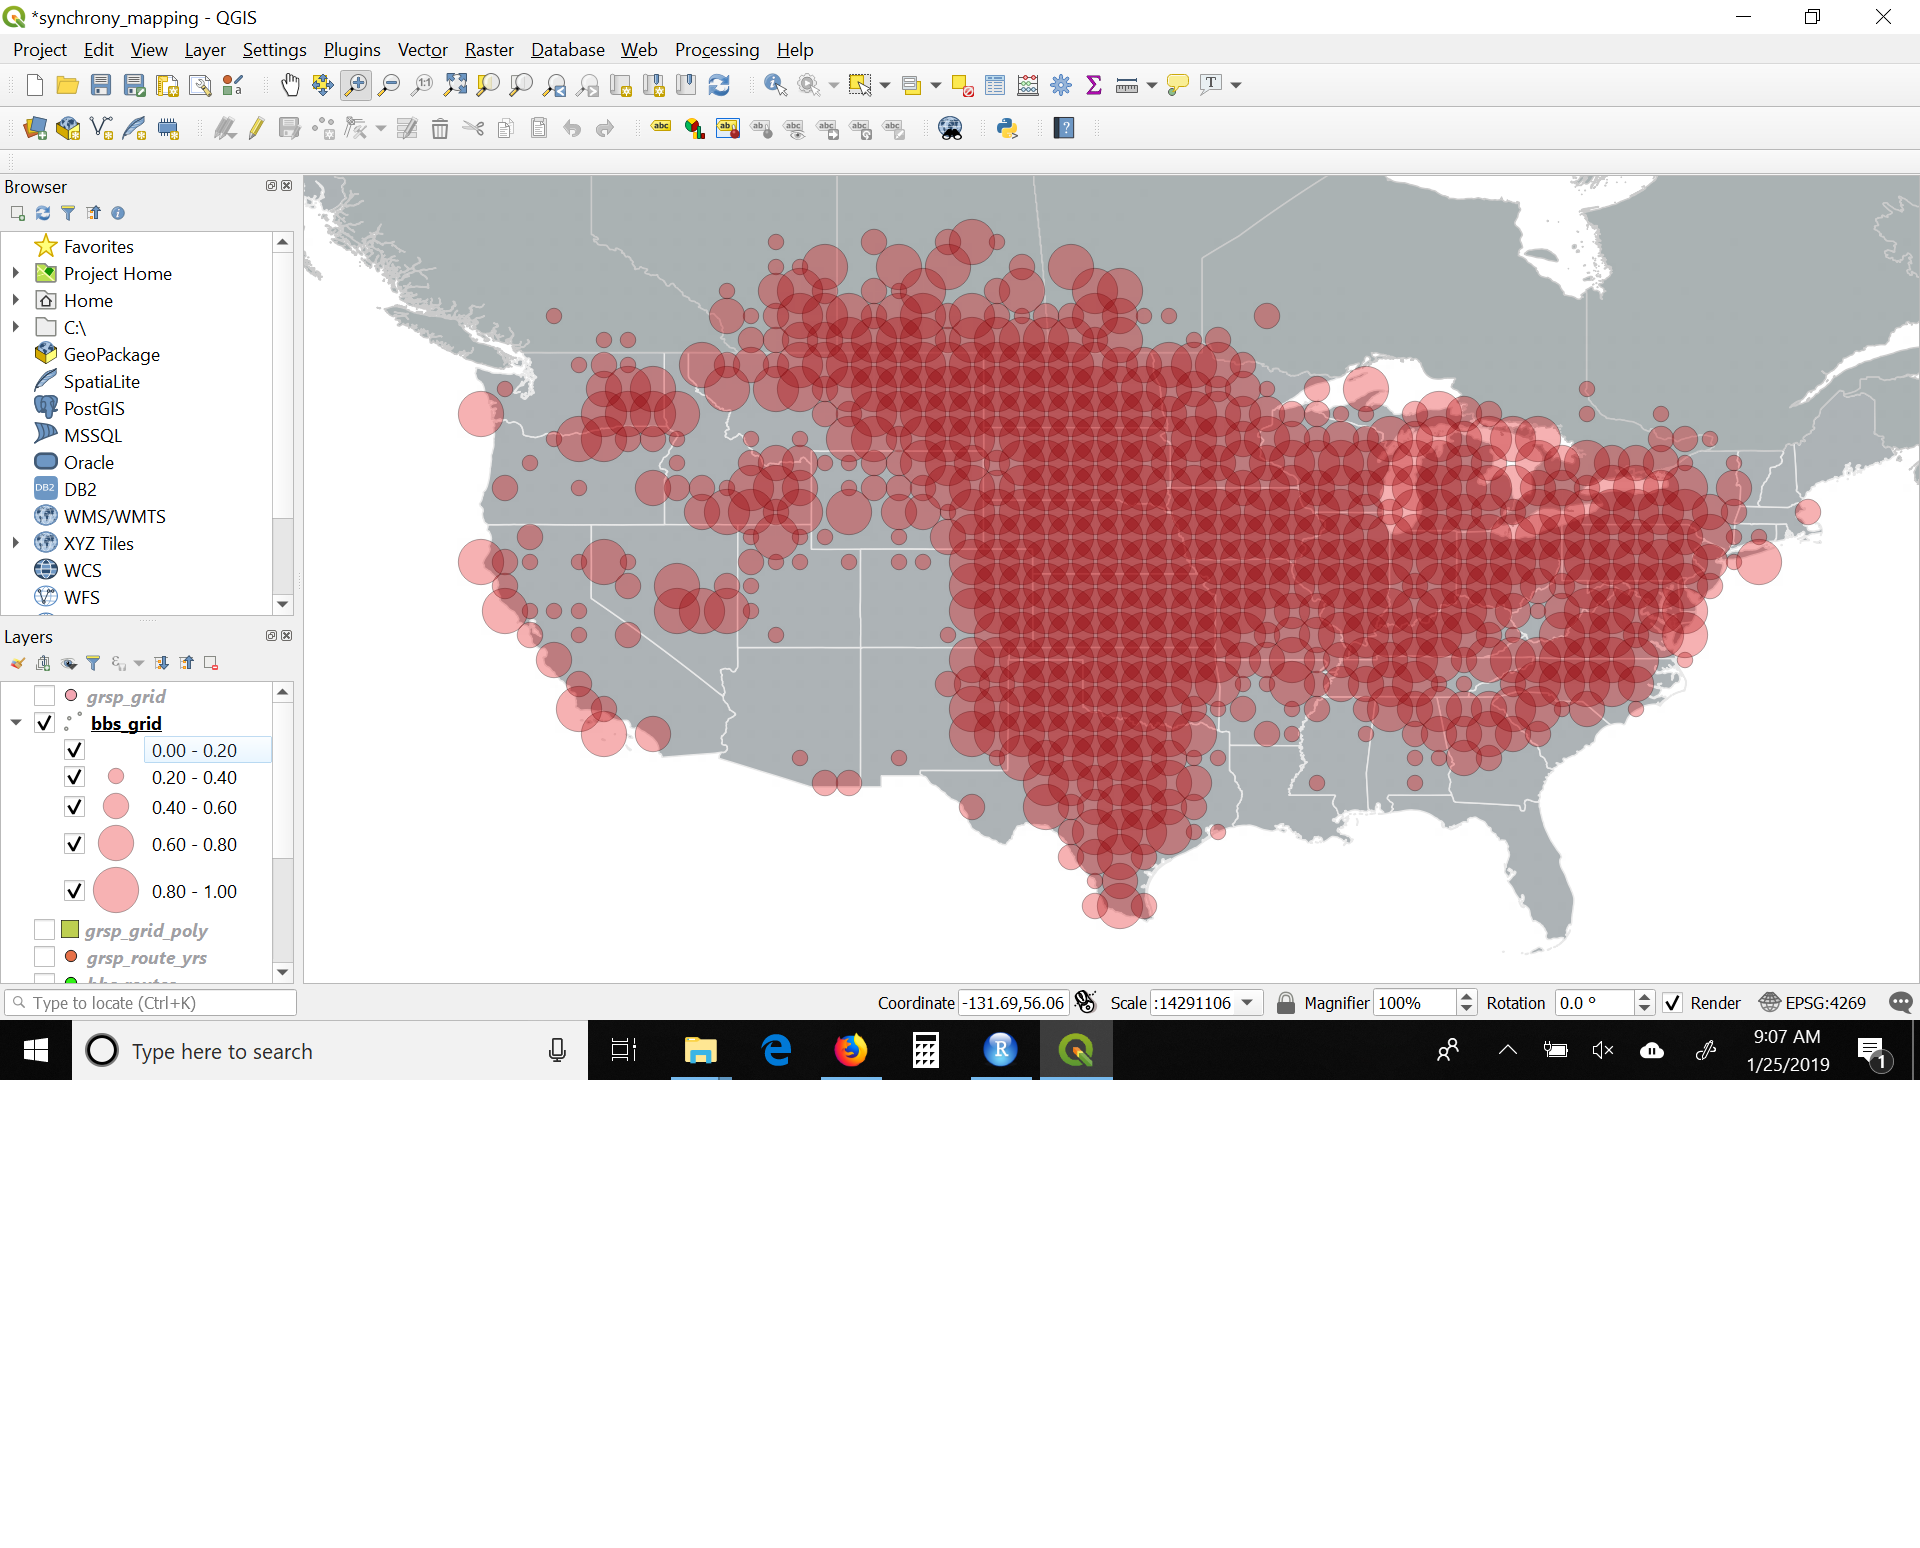 *synchrony_mapping - QGIS
Project Edit View Layer Settings Plugins Vector Raster Database Web Processing Help
Browser
Favorites
Project Home
Home
C:\
GeoPackage
SpatiaLite
PostGIS
MSSQL
Oracle
DB2
WMS/WMTS
XYZ Tiles
WCS
WFS
Layers
grsp_grid
bbs_grid
0.00 - 0.20
0.20 - 0.40
0.40 - 0.60
0.60 - 0.80
0.80 - 1.00
grsp_grid_poly
grsp_route_yrs
Type to locate (Ctrl+K)
Coordinate -131.69,56.06 Scale :14291106 Magnifier 100% Rotation 0.0 ° Render EPSG:4269
Type here to search
9:07 AM
1/25/2019
1